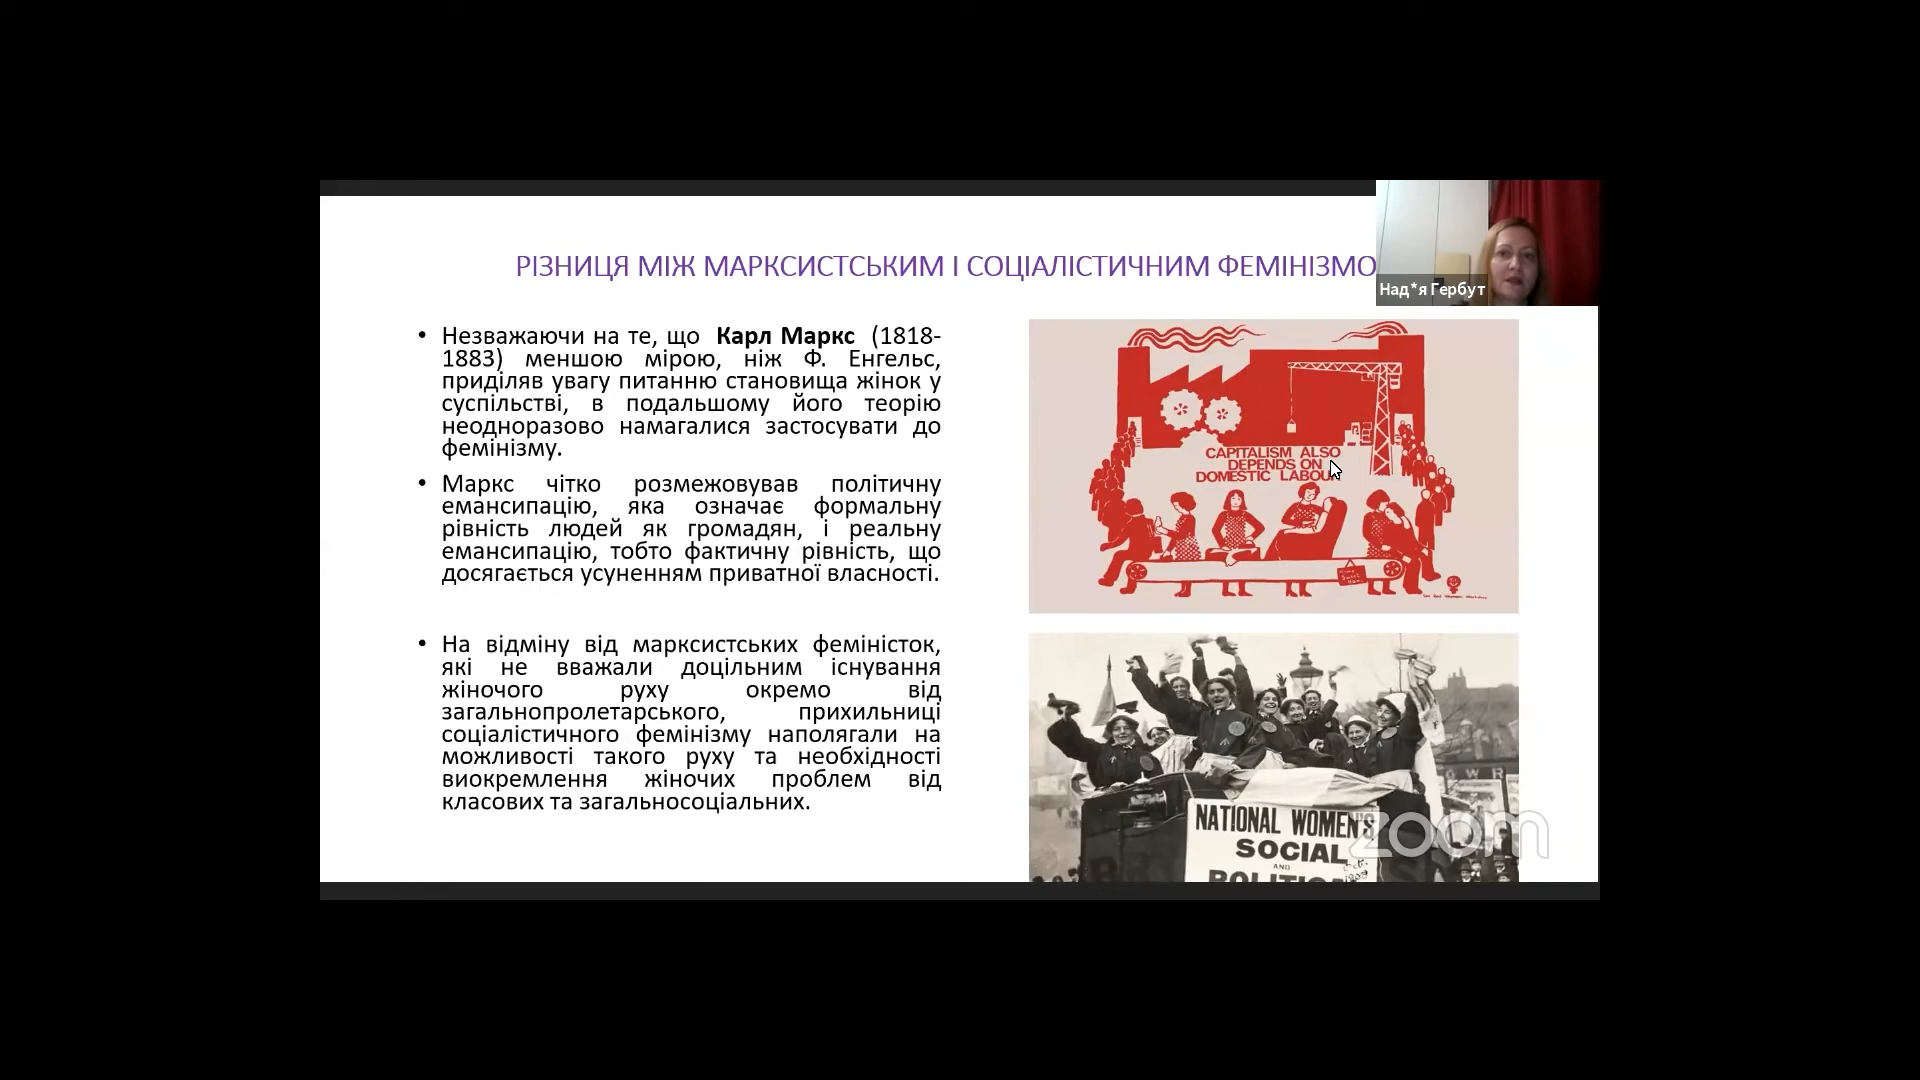 РІЗНИЦЯ МІЖ МАРКСИСТСЬКИМ І СОЦІАЛІСТИЧНИМ ФЕМІНІЗМО
Над*я Гербут
• Незважаючи на те, що Карл Маркс (1818-
1883) меншою мірою, ніж Ф. Енгельс,
приділяв увагу питанню становища жінок у
суспільстві, в подальшому його теорію
неодноразово намагалися застосувати до
фемінізму.
• Маркс чітко розмежовував політичну
емансипацію, яка означає формальну
рівність людей як громадян, і реальну
емансипацію, тобто фактичну рівність, що
досягається усуненням приватної власності.
• На відміну від марксистських феміністок,
які не вважали доцільним існування
жіночого руху окремо від
загальнопролетарського, прихильниці
соціалістичного фемінізму наполягали на
можливості такого руху та необхідності
виокремлення жіночих проблем від
класових та загальносоціальних.
CAPITALISM ALSO
DEPENDS ON
DOMESTIC LABOUR
G.W.R
NATIONAL WOMEN'S
SOCIAL
AND
POLITICA
zoom